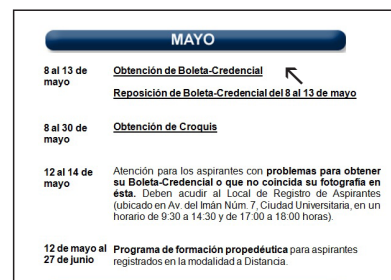 MAYO
8 al 13 de mayo
Obtención de Boleta-Credencial
Reposición de Boleta-Credencial del 8 al 13 de mayo
8 al 30 de mayo
Obtención de Croquis
12 al 14 de mayo
Atención para los aspirantes con problemas para obtener
su Boleta-Credencial o que no coincida su fotografía en
ésta. Deben acudir al Local de Registro de Aspirantes
(ubicado en Av. del Imán Núm. 7, Ciudad Universitaria, en un
horario de 9:30 a 14:30 y de 17:00 a 18:00 horas).
12 de mayo al 27 de junio
Programa de formación propedéutica para aspirantes
registrados en la modalidad a Distancia.